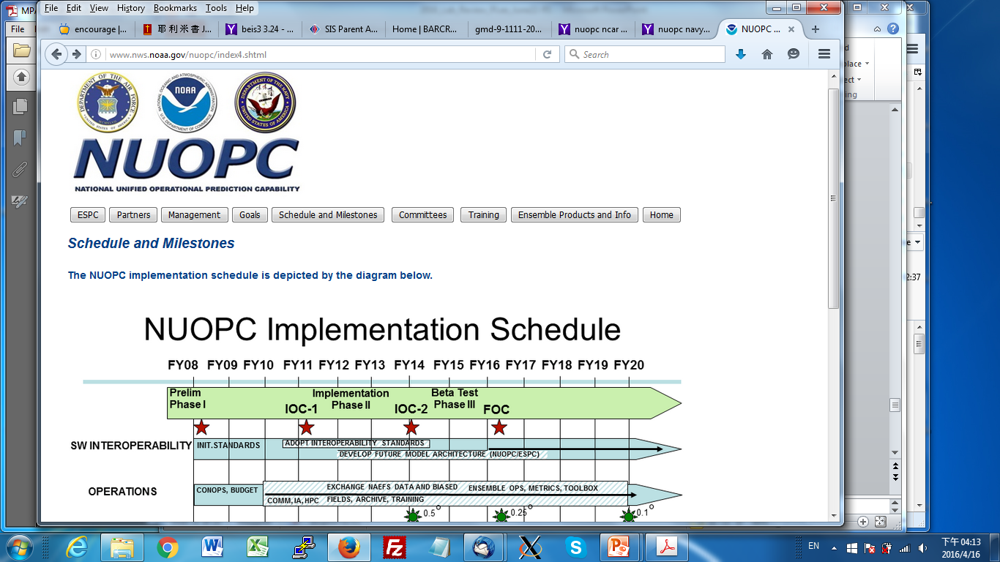 MPA
File
File Edit View History Bookmarks Tools Help
encourage |...
耶 利 米 書 J...
beis3 3.24 - ...
SIS Parent A...
Home | BARCR...
gmd-9-1111-20...
nuopc ncar ...
nuopc navy...
NUOPC ...
www.nws.noaa.gov/nuopc/index4.shtml
Search
NOAA
NUOPC
NATIONAL UNIFIED OPERATIONAL PREDICTION CAPABILITY
ESPC Partners Management Goals Schedule and Milestones Committees Training Ensemble Products and Info Home
Schedule and Milestones
The NUOPC implementation schedule is depicted by the diagram below.
NUOPC Implementation Schedule
FY08 FY09 FY10 FY11 FY12 FY13 FY14 FY15 FY16 FY17 FY18 FY19 FY20
Prelim
Phase I
IOC-1
Implementation
Phase II
IOC-2
Beta Test
Phase III
FOC
SW INTEROPERABILITY
INIT.STANDARDS
ADOPT INTEROPERABILITY STANDARDS
DEVELOP FUTURE MODEL ARCHITECTURE (NUOPC/ESPC)
OPERATIONS
CONOPS, BUDGET
EXCHANGE NAEFS DATA AND BIASED
ENSEMBLE OPS, METRICS, TOOLBOX
COMM,IA,HPC
FIELDS, ARCHIVE, TRAINING
0.5°
0.25°
0.1°
place
ect
2:37
EN
下午 04:13
2016/4/16